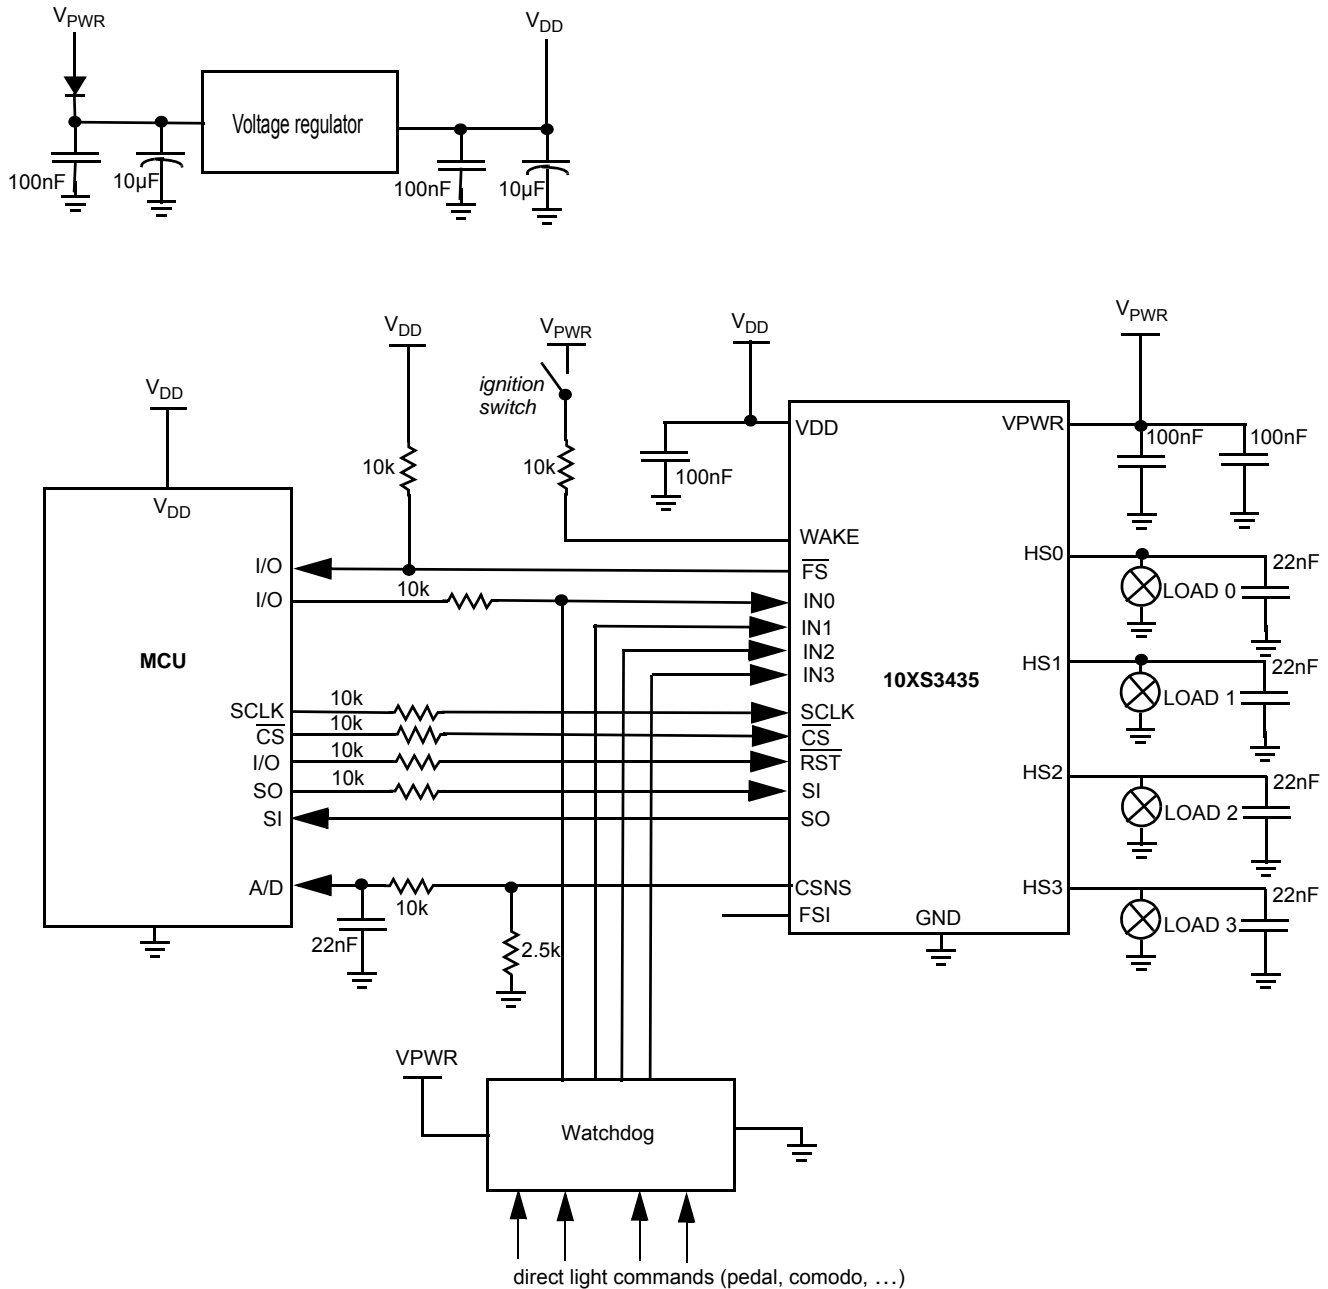 VPWR
VDD
Voltage regulator
100nF
10µF
100nF
10µF
VDD
VPWR
VDD
VPWR
VDD
ignition
switch
VDD
VPWR
100nF
100nF
10k
10k
100nF
VDD
WAKE
HS0
I/O
FS
22nF
10k
I/O
IN0
LOAD 0
IN1
MCU
IN2
HS1
22nF
IN3
10XS3435
10k
LOAD 1
SCLK
SCLK
10k
CS
CS
10k
I/O
RST
HS2
10k
22nF
SO
SI
LOAD 2
SI
SO
A/D
10k
CSNS
HS3
22nF
FSI
GND
LOAD 3
22nF
2.5k
VPWR
Watchdog
direct light commands (pedal, comodo, …)